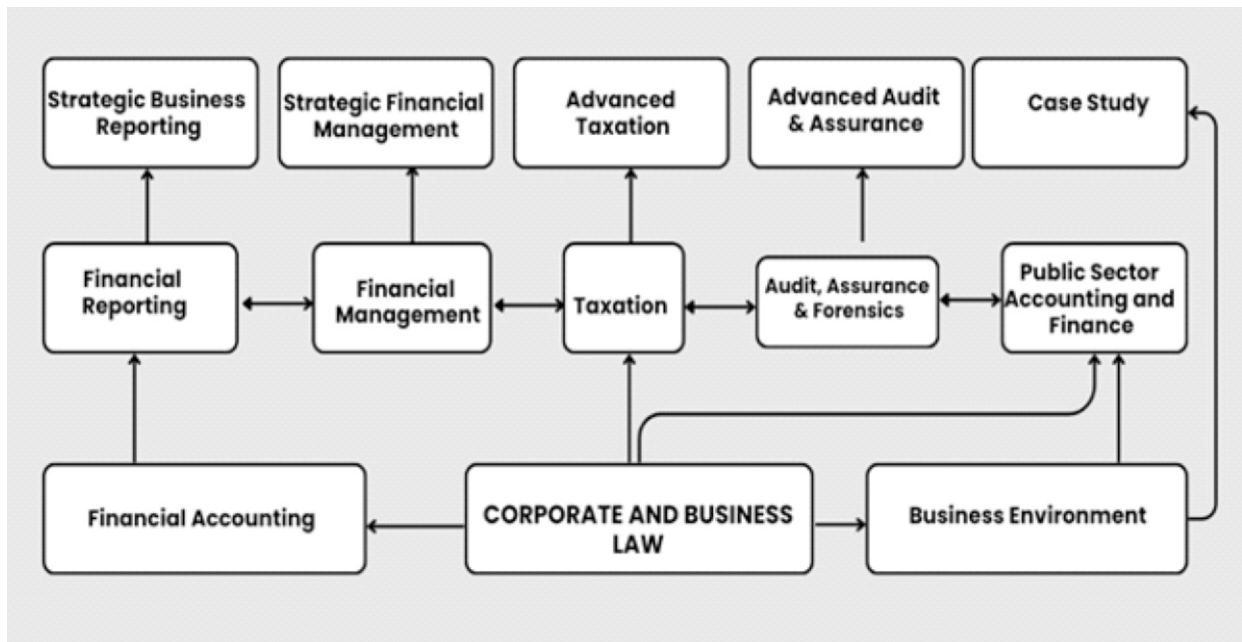 Strategic Business
Reporting
Strategic Financial
Management
Advanced
Taxation
Advanced Audit
& Assurance
Case Study
Financial
Reporting
Financial
Management
Taxation
Audit, Assurance
& Forensics
Public Sector
Accounting and
Finance
Financial Accounting
CORPORATE AND BUSINESS
LAW
Business Environment